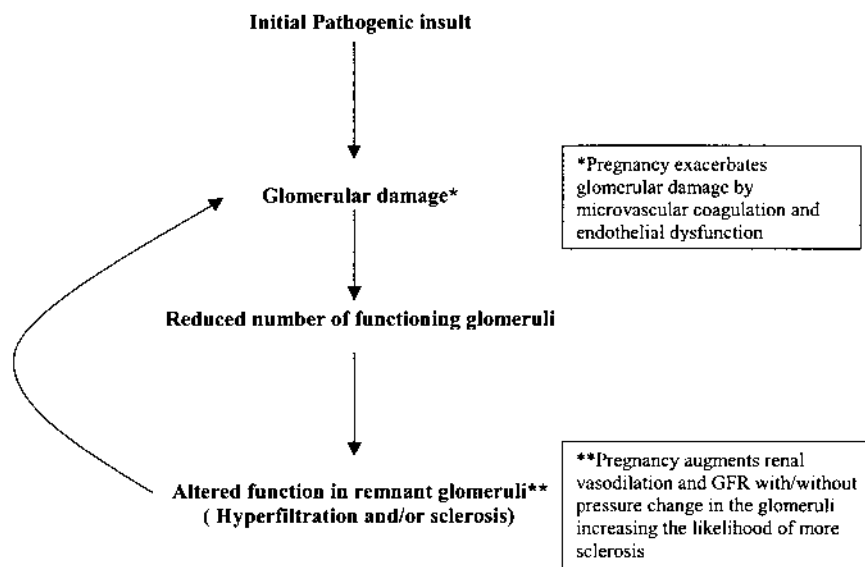 Initial Pathogenic insult
Glomerular damage*
*Pregnancy exacerbates
glomerular damage by
microvascular coagulation and
endothelial dysfunction
Reduced number of functioning glomeruli
Altered function in remnant glomeruli**
( Hyperfiltration and/or sclerosis)
**Pregnancy augments renal
vasodilation and GFR with/without
pressure change in the glomeruli
increasing the likelihood of more
sclerosis